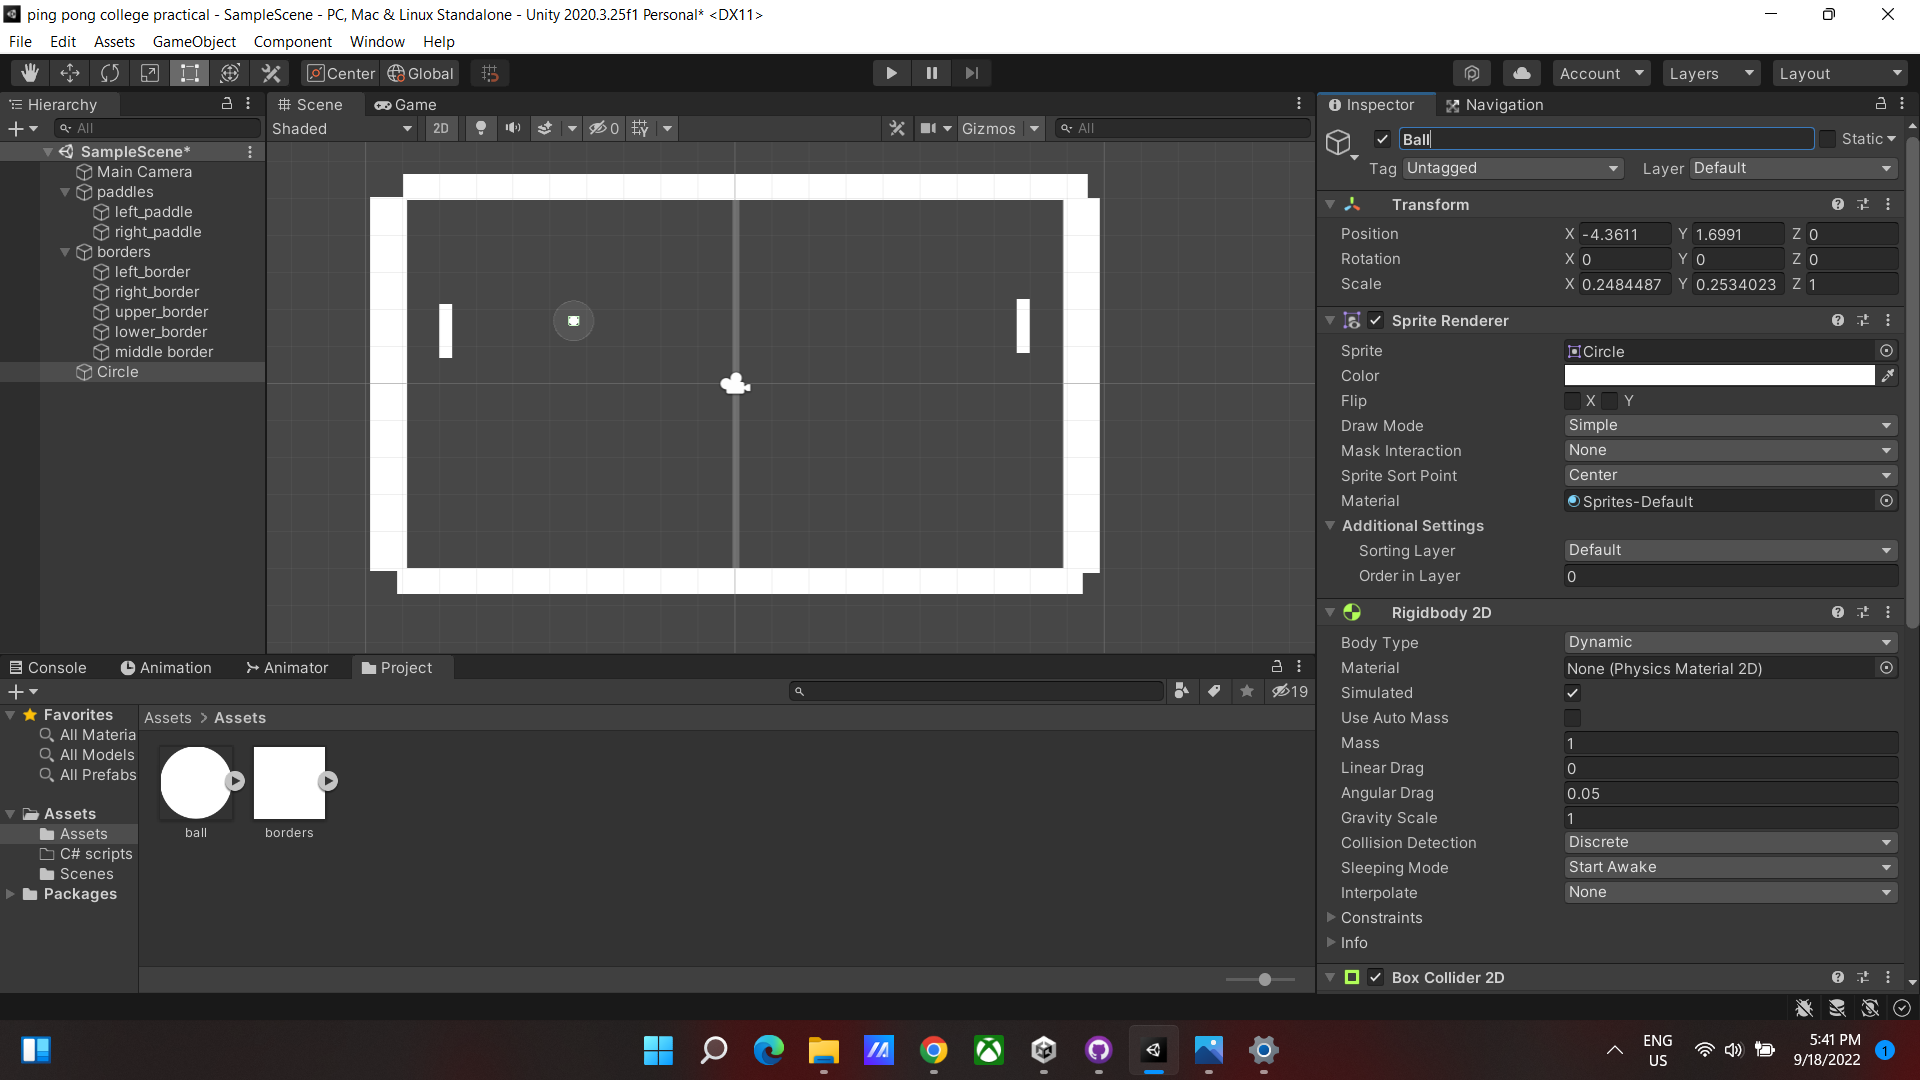 ping pong college practical - SampleScene - PC, Mac & Linux Standalone - Unity 2020.3.25f1 Personal* <DX11>
File Edit Assets GameObject Component Window Help
Center Global Account Layers Layout
Hierarchy
All
SampleScene*
Main Camera
paddles
left_paddle
right_paddle
borders
left_border
right_border
upper_border
lower_border
middle border
Circle
Scene Game
Shaded 2D 0 Gizmos All
Inspector Navigation
Ball Static
Tag Untagged Layer Default
Transform
Position X -4.3611 Y 1.6991 Z 0
Rotation X 0 Y 0 Z 0
Scale X 0.2484487 Y 0.2534023 Z 1
Sprite Renderer
Sprite Circle
Color
Flip X Y
Draw Mode Simple
Mask Interaction None
Sprite Sort Point Center
Material Sprites-Default
Additional Settings
Sorting Layer Default
Order in Layer 0
Rigidbody 2D
Body Type Dynamic
Material None (Physics Material 2D)
Simulated
Use Auto Mass
Mass 1
Linear Drag 0
Angular Drag 0.05
Gravity Scale 1
Collision Detection Discrete
Sleeping Mode Start Awake
Interpolate None
Constraints
Info
Box Collider 2D
Console Animation Animator Project
19
Favorites
All Materia
All Models
All Prefabs
Assets
Assets
C# scripts
Scenes
Packages
Assets > Assets
ball borders
ENG
US
5:41 PM
9/18/2022
1